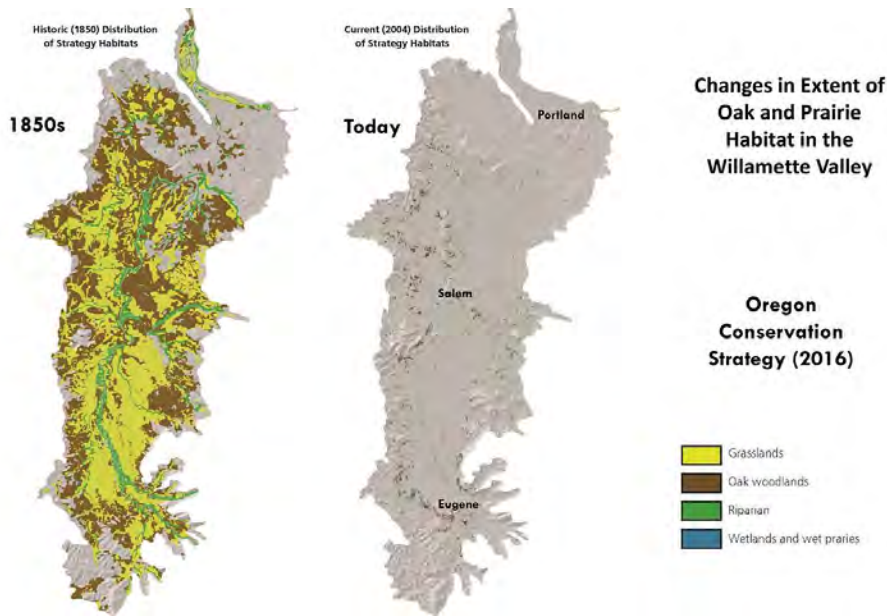 Historic (1850) Distribution
of Strategy Habitats
1850s
Current (2004) Distribution
of Strategy Habitats
Today
Portland
Salem
Eugene
Changes in Extent of
Oak and Prairie
Habitat in the
Willamette Valley
Oregon
Conservation
Strategy (2016)
Grasslands
Oak woodlands
Riparian
Wetlands and wet praries